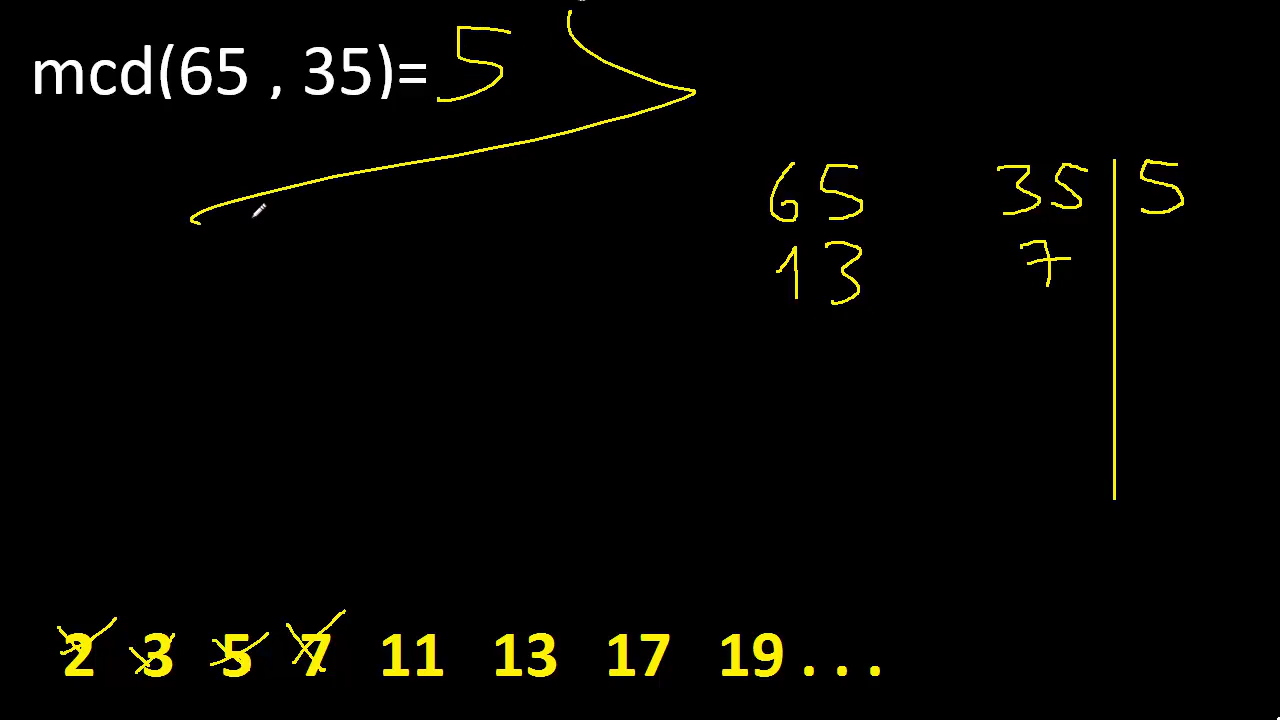 mcd(65 , 35)= 5
65 35 5
13 7
2 3 5 7 11 13 17 19 . . .